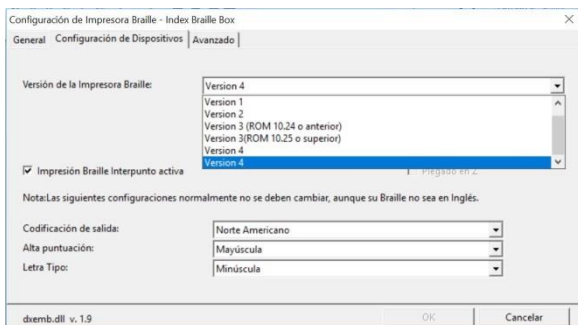 Configuración de Impresora Braille - Index Braille Box
General Configuración de Dispositivos Avanzado
Versión de la Impresora Braille: Version 4
Version 1
Version 2
Version 3 (ROM 10.24 o anterior)
Version 3(ROM 10.25 o superior)
Version 4
Version 4
Impresión Braille Interpunto activa Plegado en Z
Nota:Las siguientes configuraciones normalmente no se deben cambiar, aunque su Braille no sea en Inglés.
Codificación de salida: Norte Americano
Alta puntuación: Mayúscula
Letra Tipo: Minúscula
dxemb.dll v. 1.9 OK Cancelar